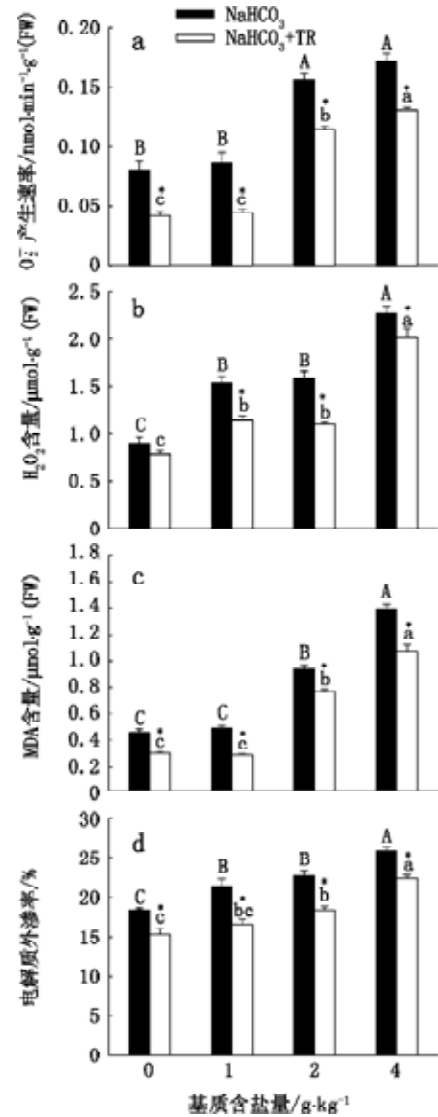 NaHCO₃
NaHCO₃+TR
a
O₂⁻·产生速率/nmol·min⁻¹·g⁻¹(FW)
0.20
0.15
0.10
0.05
0
B
*
c
B
*
c
A
*
b
A
*
a
b
H₂O₂含量/μmol·g⁻¹(FW)
2.5
2.0
1.5
1.0
0.5
0
C
c
B
*
b
B
*
b
A
*
a
c
MDA含量/μmol·g⁻¹(FW)
1.8
1.6
1.4
1.2
1.0
0.8
0.6
0.4
0.2
0
C
*
c
C
*
c
B
*
b
A
*
a
d
电解质外渗率/%
30
25
20
15
10
5
0
C
*
c
B
*
bc
B
*
b
A
*
a
0
1
2
4
基质含盐量/g·kg⁻¹